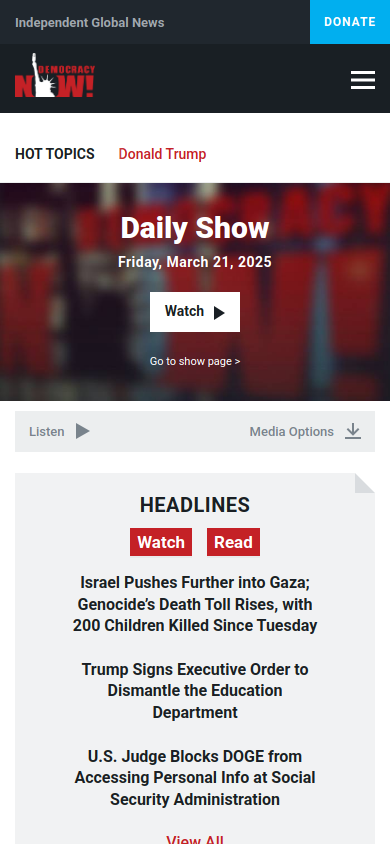 Independent Global News
DONATE
DEMOCRACY
NOW!
HOT TOPICS
Donald Trump
Daily Show
Friday, March 21, 2025
Watch
Go to show page >
Listen
Media Options
HEADLINES
Watch
Read
Israel Pushes Further into Gaza;
Genocide’s Death Toll Rises, with
200 Children Killed Since Tuesday
Trump Signs Executive Order to
Dismantle the Education
Department
U.S. Judge Blocks DOGE from
Accessing Personal Info at Social
Security Administration
View All